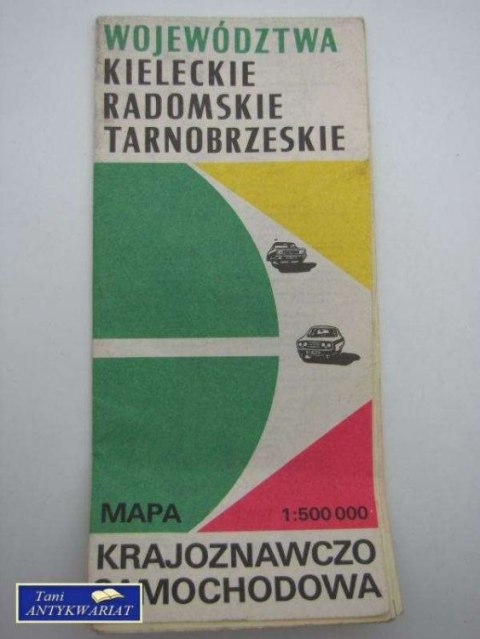 WOJEWÓDZTWA
KIELECKIE
RADOMSKIE
TARNOBRZESKIE
MAPA 1:500 000
KRAJOZNAWCZO
SAMOCHODOWA
Tani
ANTYKWARIAT